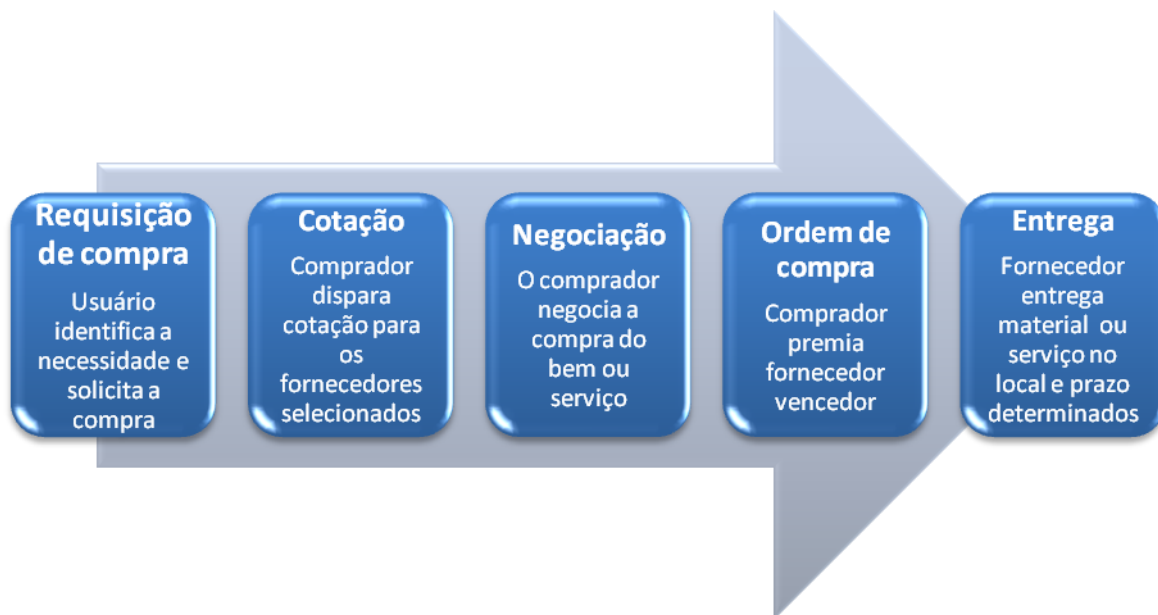 Requisição
de compra
Usuário
identifica a
necessidade e
solicita a
compra
Cotação
Comprador
dispara
cotação para
os
fornecedores
selecionados
Negociação
O comprador
negocia a
compra do
bem ou
serviço
Ordem de
compra
Comprador
premia
fornecedor
vencedor
Entrega
Fornecedor
entrega
material ou
serviço no
local e prazo
determinados